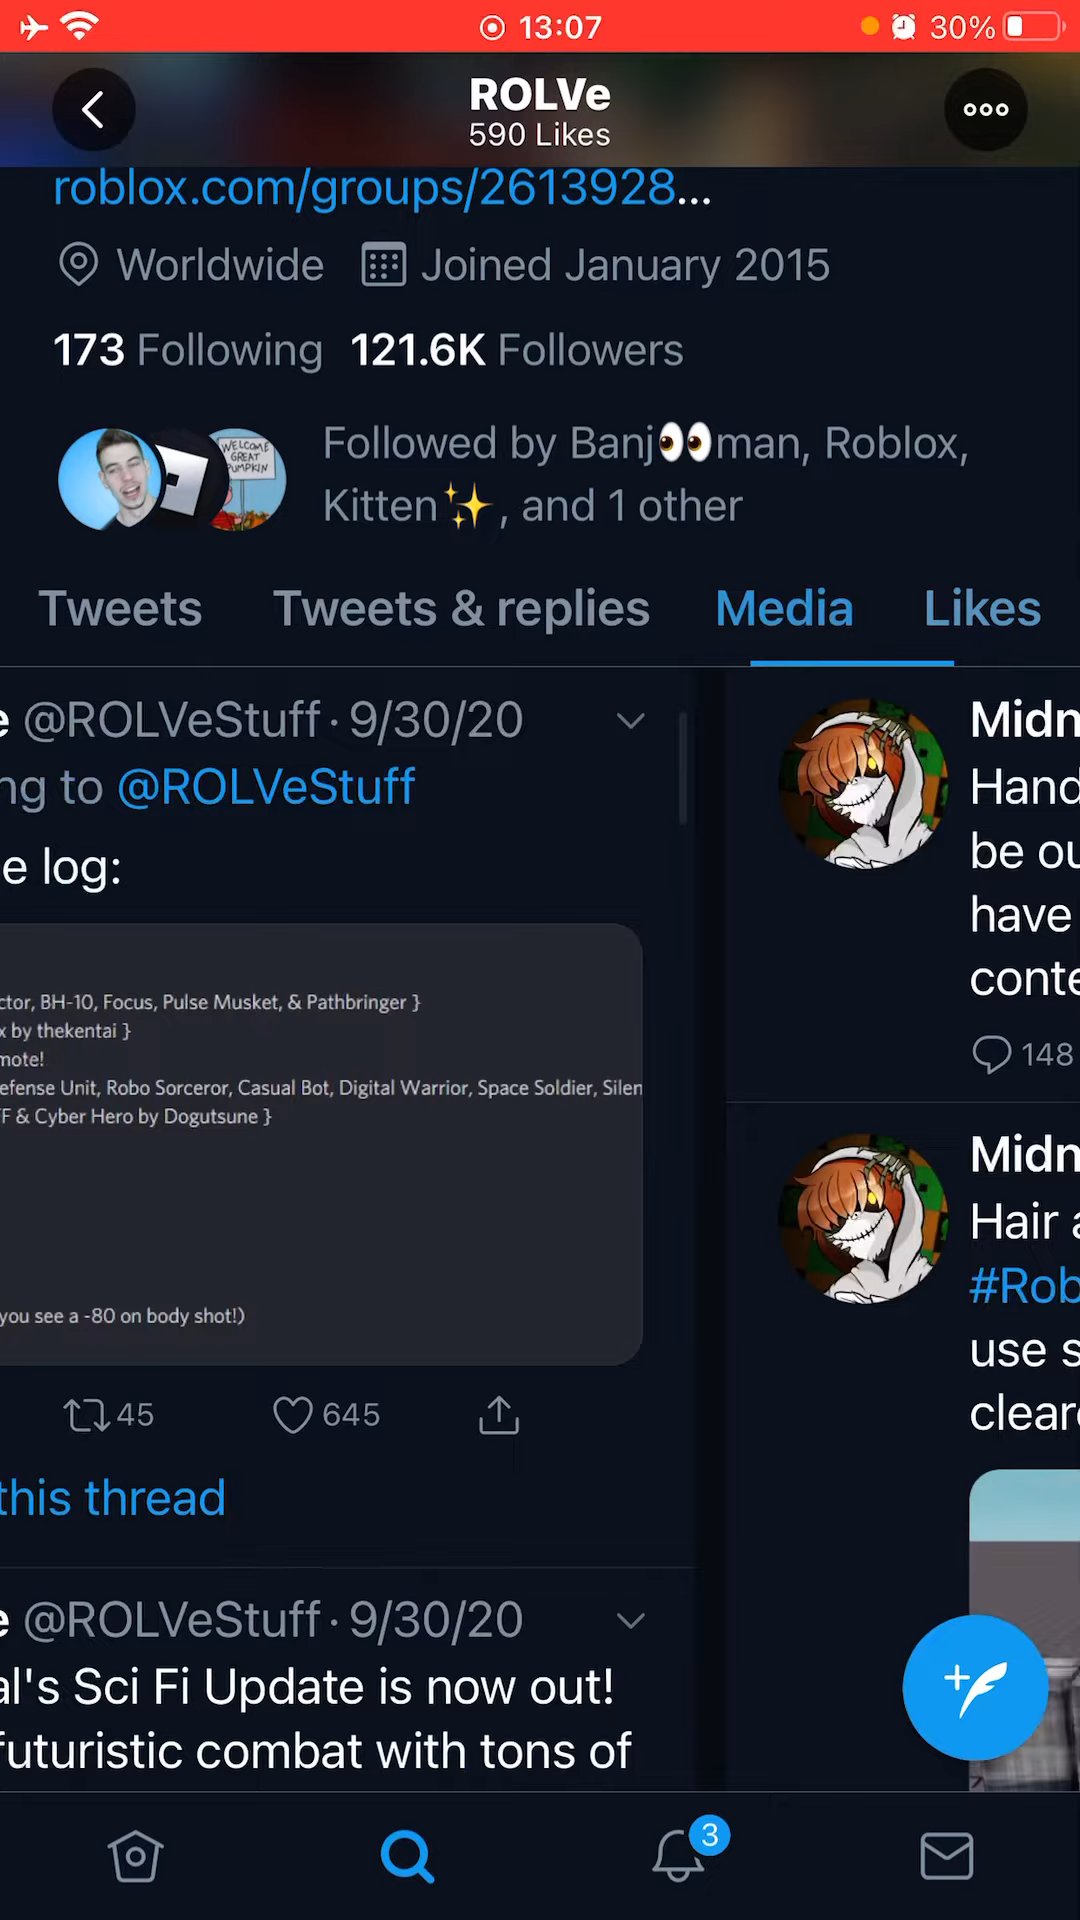 13:07
30%
ROLVe
590 Likes
roblox.com/groups/2613928...
Worldwide Joined January 2015
173 Following 121.6K Followers
WELCOME
GREAT
PUMPKIN
Followed by Banj👀man, Roblox,
Kitten✨, and 1 other
Tweets Tweets & replies Media Likes
e @ROLVeStuff · 9/30/20
ng to @ROLVeStuff
e log:
ctor, BH-10, Focus, Pulse Musket, & Pathbringer }
x by thekentai }
mote!
efense Unit, Robo Sorceror, Casual Bot, Digital Warrior, Space Soldier, Silen
F & Cyber Hero by Dogutsune }
you see a -80 on body shot!)
45 645
this thread
e @ROLVeStuff · 9/30/20
al's Sci Fi Update is now out!
futuristic combat with tons of
Midn
Hand
be ou
have
conte
148
Midn
Hair a
#Rob
use s
clear
3